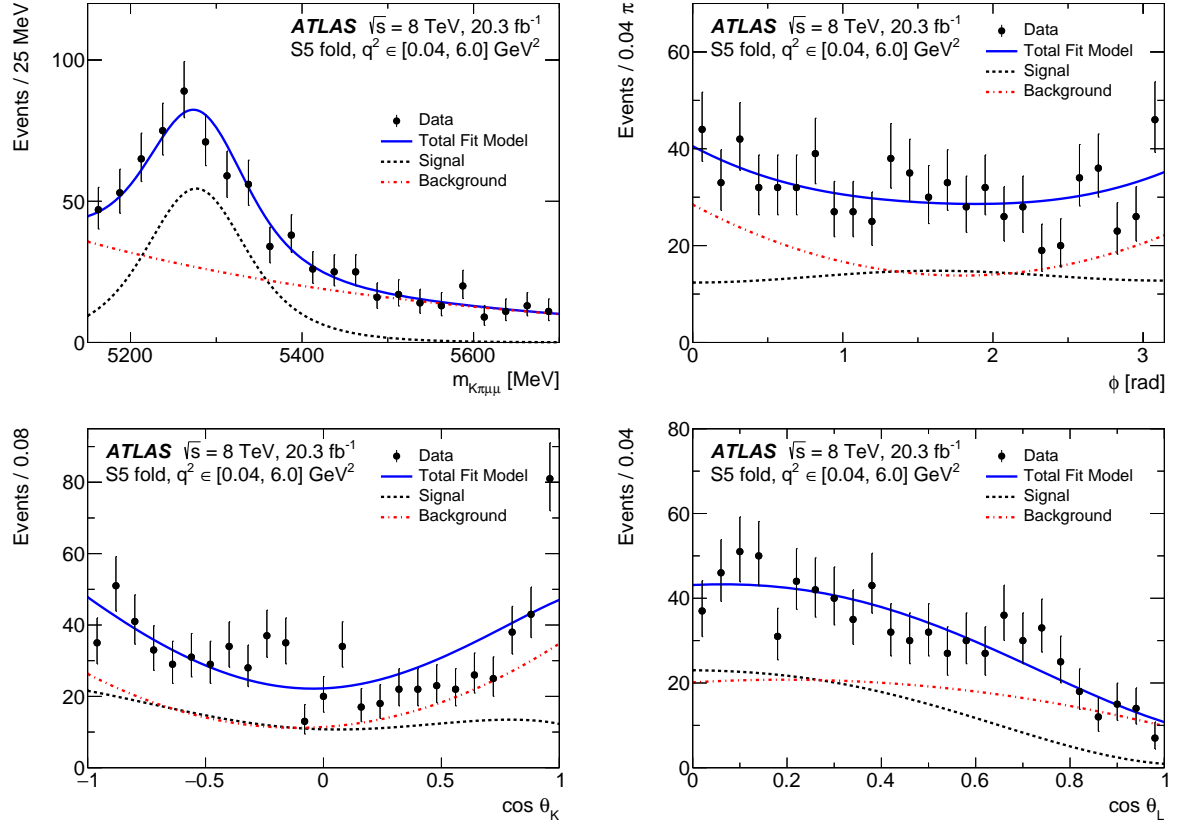 ATLAS √s = 8 TeV, 20.3 fb⁻¹
S5 fold, q² ∈ [0.04, 6.0] GeV²
Data
Total Fit Model
Signal
Background
Events / 25 MeV
0
50
100
5200 5400 5600
m_Kπμμ [MeV]
ATLAS √s = 8 TeV, 20.3 fb⁻¹
S5 fold, q² ∈ [0.04, 6.0] GeV²
Data
Total Fit Model
Signal
Background
Events / 0.04 π
60
40
20
0
0 1 2 3
ϕ [rad]
ATLAS √s = 8 TeV, 20.3 fb⁻¹
S5 fold, q² ∈ [0.04, 6.0] GeV²
Data
Total Fit Model
Signal
Background
Events / 0.08
80
60
40
20
0
−1 −0.5 0 0.5 1
cos θ_K
ATLAS √s = 8 TeV, 20.3 fb⁻¹
S5 fold, q² ∈ [0.04, 6.0] GeV²
Data
Total Fit Model
Signal
Background
Events / 0.04
80
60
40
20
0
0 0.2 0.4 0.6 0.8 1
cos θ_L